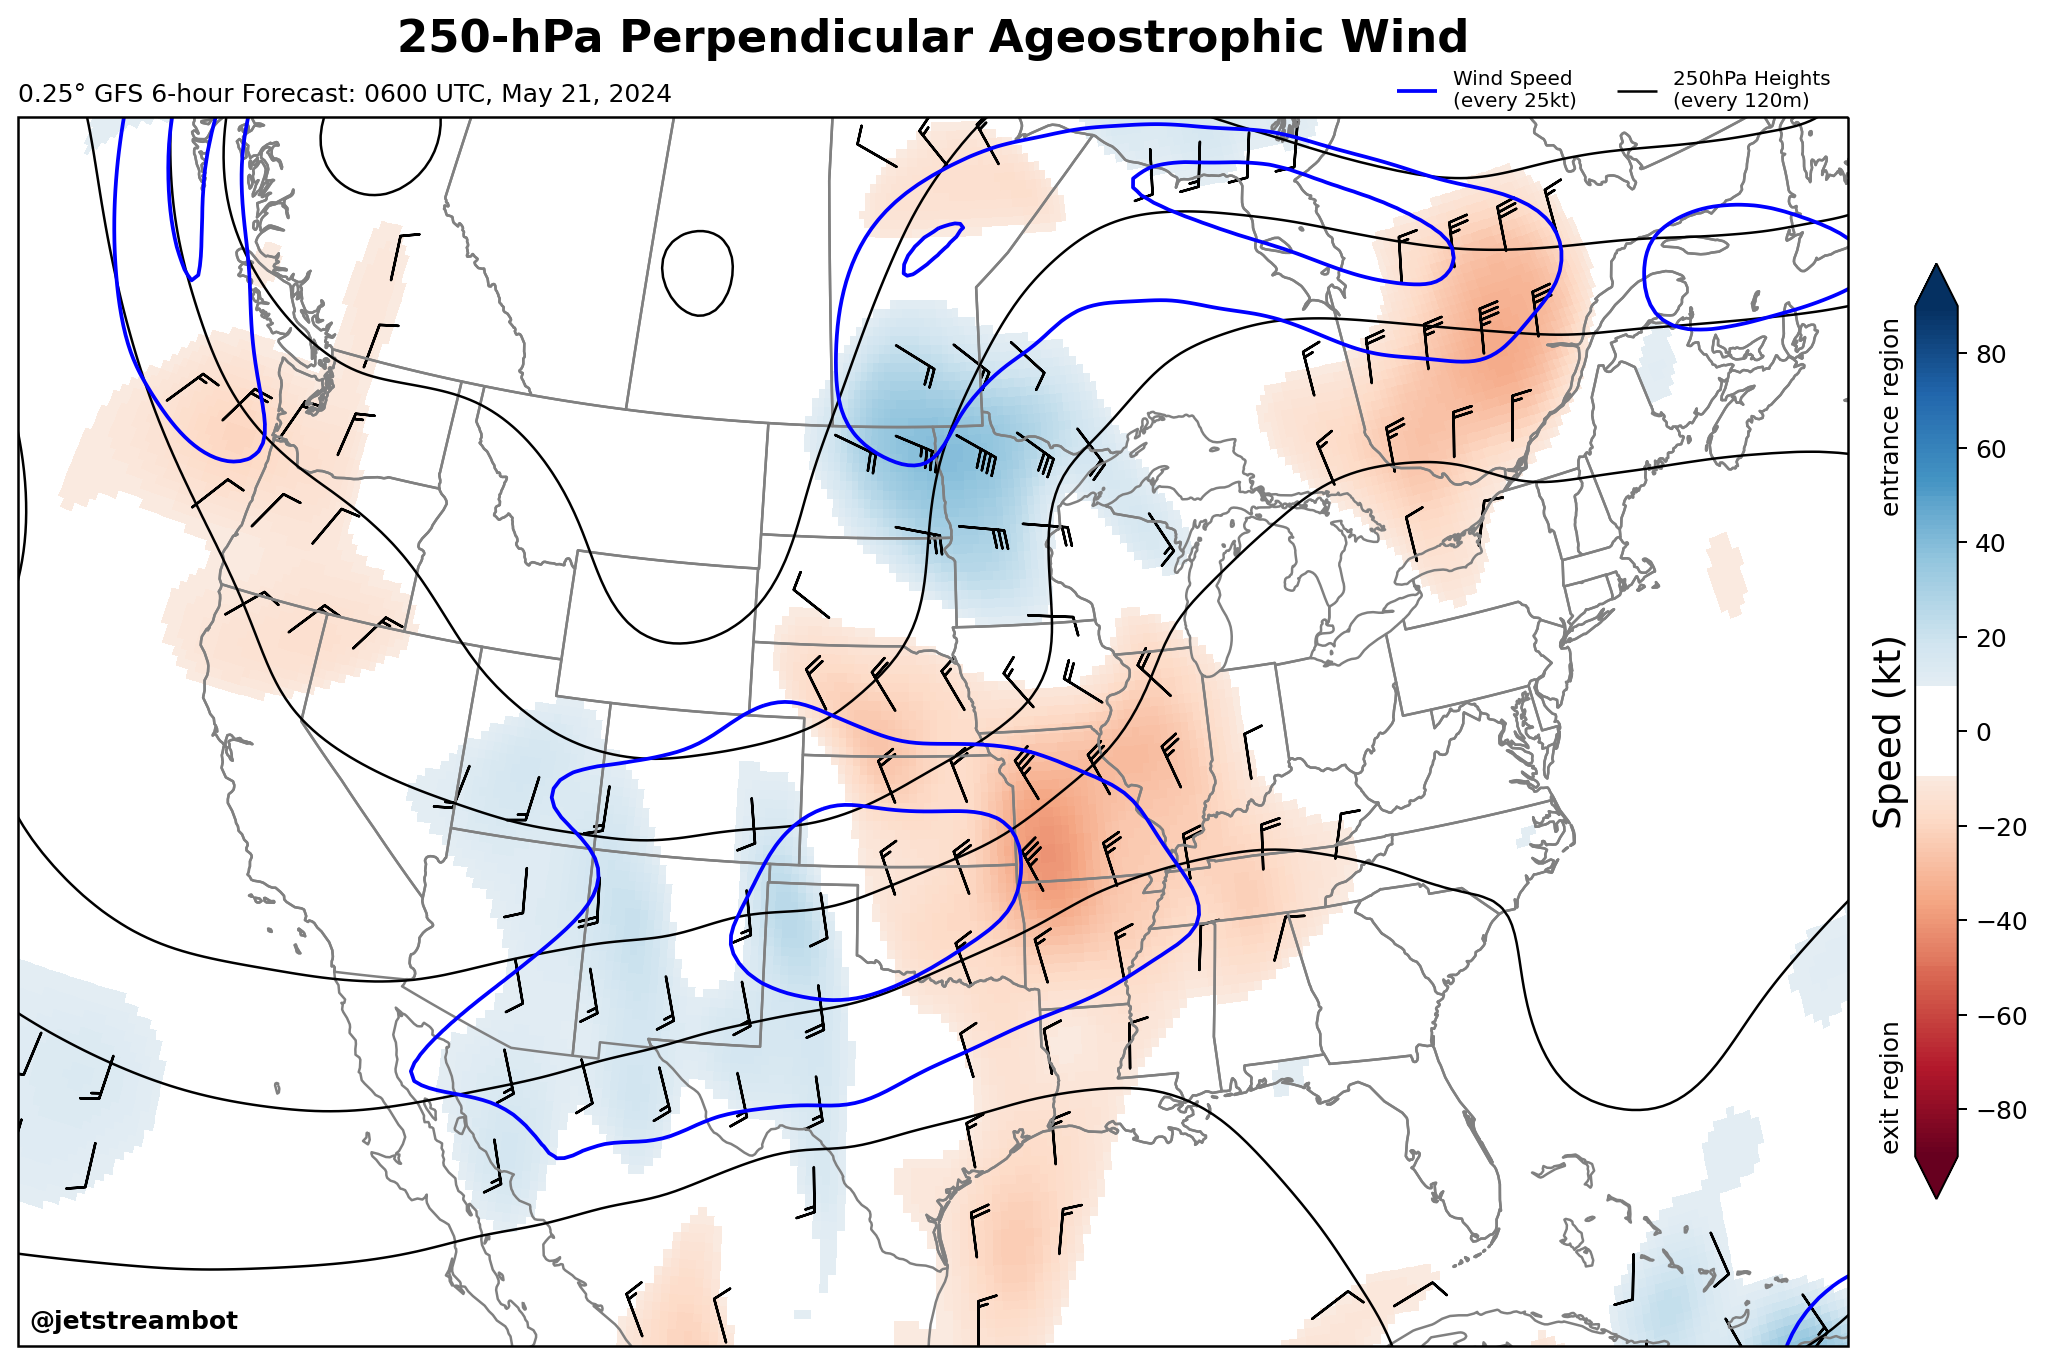 250-hPa Perpendicular Ageostrophic Wind
0.25° GFS 6-hour Forecast: 0600 UTC, May 21, 2024
Wind Speed
(every 25kt)
250hPa Heights
(every 120m)
80
60
40
20
0
−20
−40
−60
−80
entrance region
Speed (kt)
exit region
@jetstreambot